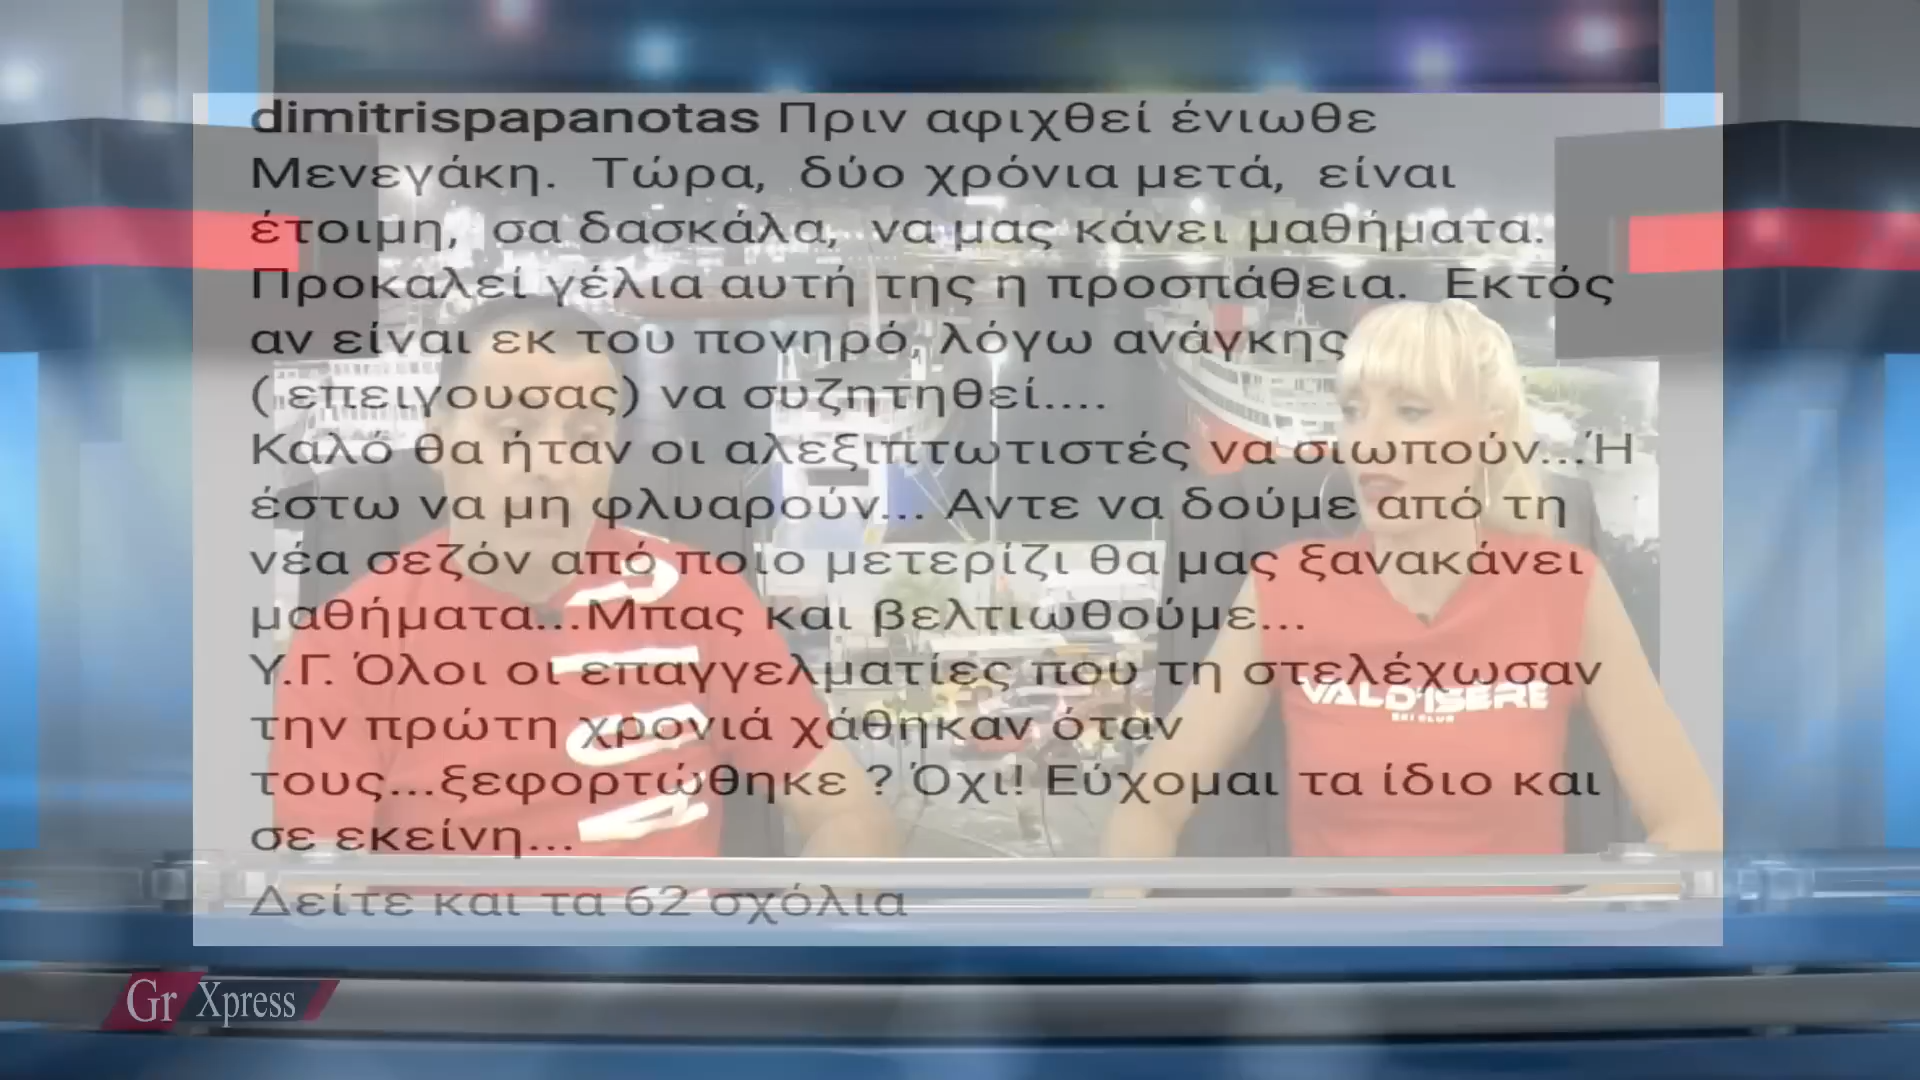 dimitrispapanotas Πριν αφιχθεί ένιωθε
Μενεγάκη. Τώρα, δύο χρόνια μετά, είναι
έτοιμη, σα δασκάλα, να μας κάνει μαθήματα.
Προκαλεί γέλια αυτή της η προσπάθεια. Εκτός
αν είναι εκ του πονηρό, λόγω ανάγκης
( επειγουσας) να συζητηθεί....
Καλό θα ήταν οι αλεξιπτωτιστές να σιωπούν...Ή
έστω να μη φλυαρούν... Αντε να δούμε από τη
νέα σεζόν από ποιο μετερίζι θα μας ξανακάνει
μαθήματα...Μπας και βελτιωθούμε...
Υ.Γ. Όλοι οι επαγγελματίες που τη στελέχωσαν
την πρώτη χρονιά χάθηκαν όταν
τους...ξεφορτώθηκε ? Όχι! Εύχομαι τα ίδιο και
σε εκείνη...
Δείτε και τα 62 σχόλια
VAL D'ISERE
SKI CLUB
Gr Xpress